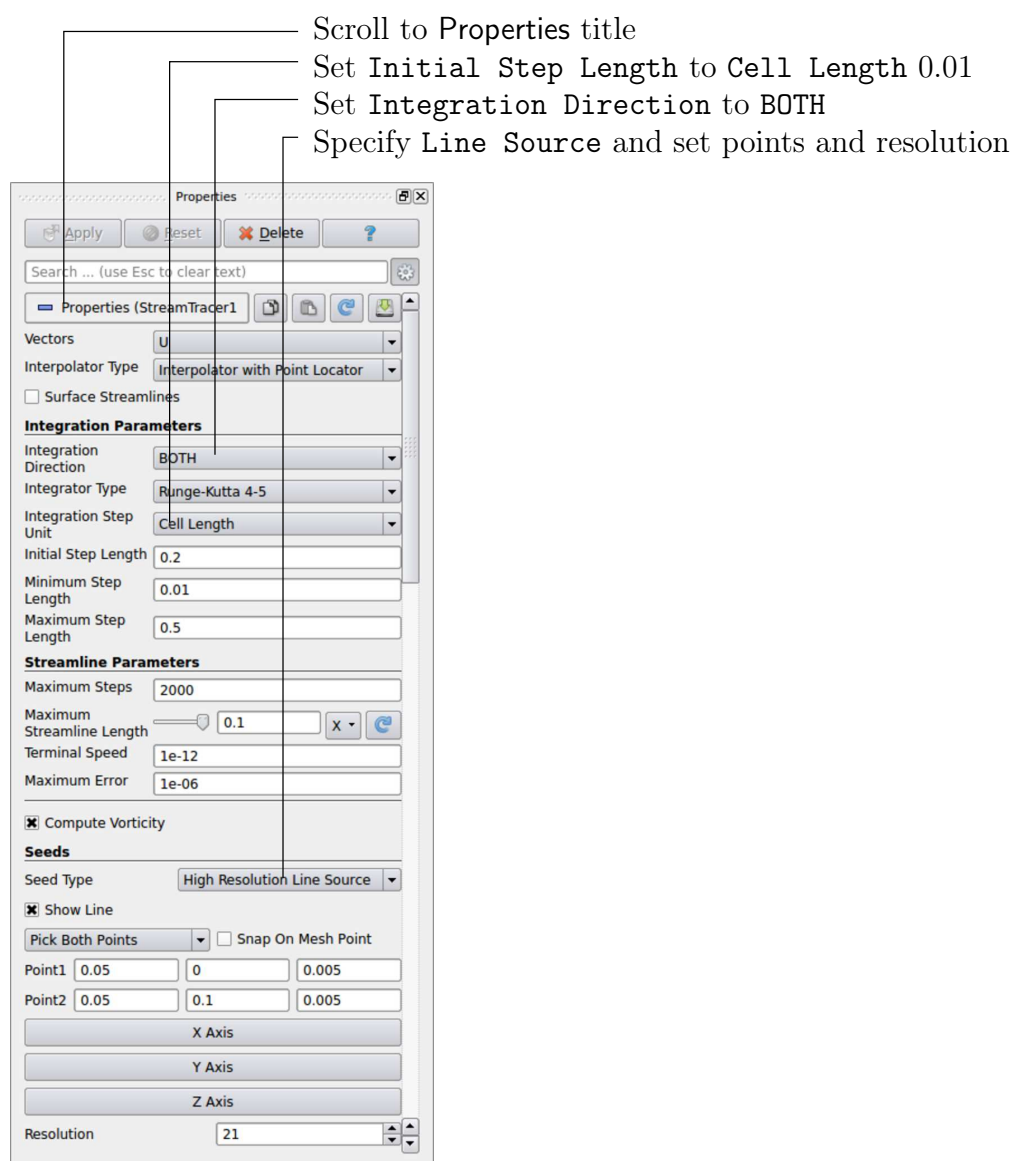 Scroll to Properties title
Set Initial Step Length to Cell Length 0.01
Set Integration Direction to BOTH
Specify Line Source and set points and resolution
Properties
Apply Reset Delete ?
Search ... (use Esc to clear text)
Properties (StreamTracer1
Vectors U
Interpolator Type Interpolator with Point Locator
Surface Streamlines
Integration Parameters
Integration
Direction BOTH
Integrator Type Runge-Kutta 4-5
Integration Step
Unit Cell Length
Initial Step Length 0.2
Minimum Step
Length 0.01
Maximum Step
Length 0.5
Streamline Parameters
Maximum Steps 2000
Maximum
Streamline Length 0.1 X
Terminal Speed 1e-12
Maximum Error 1e-06
Compute Vorticity
Seeds
Seed Type High Resolution Line Source
Show Line
Pick Both Points Snap On Mesh Point
Point1 0.05 0 0.005
Point2 0.05 0.1 0.005
X Axis
Y Axis
Z Axis
Resolution 21